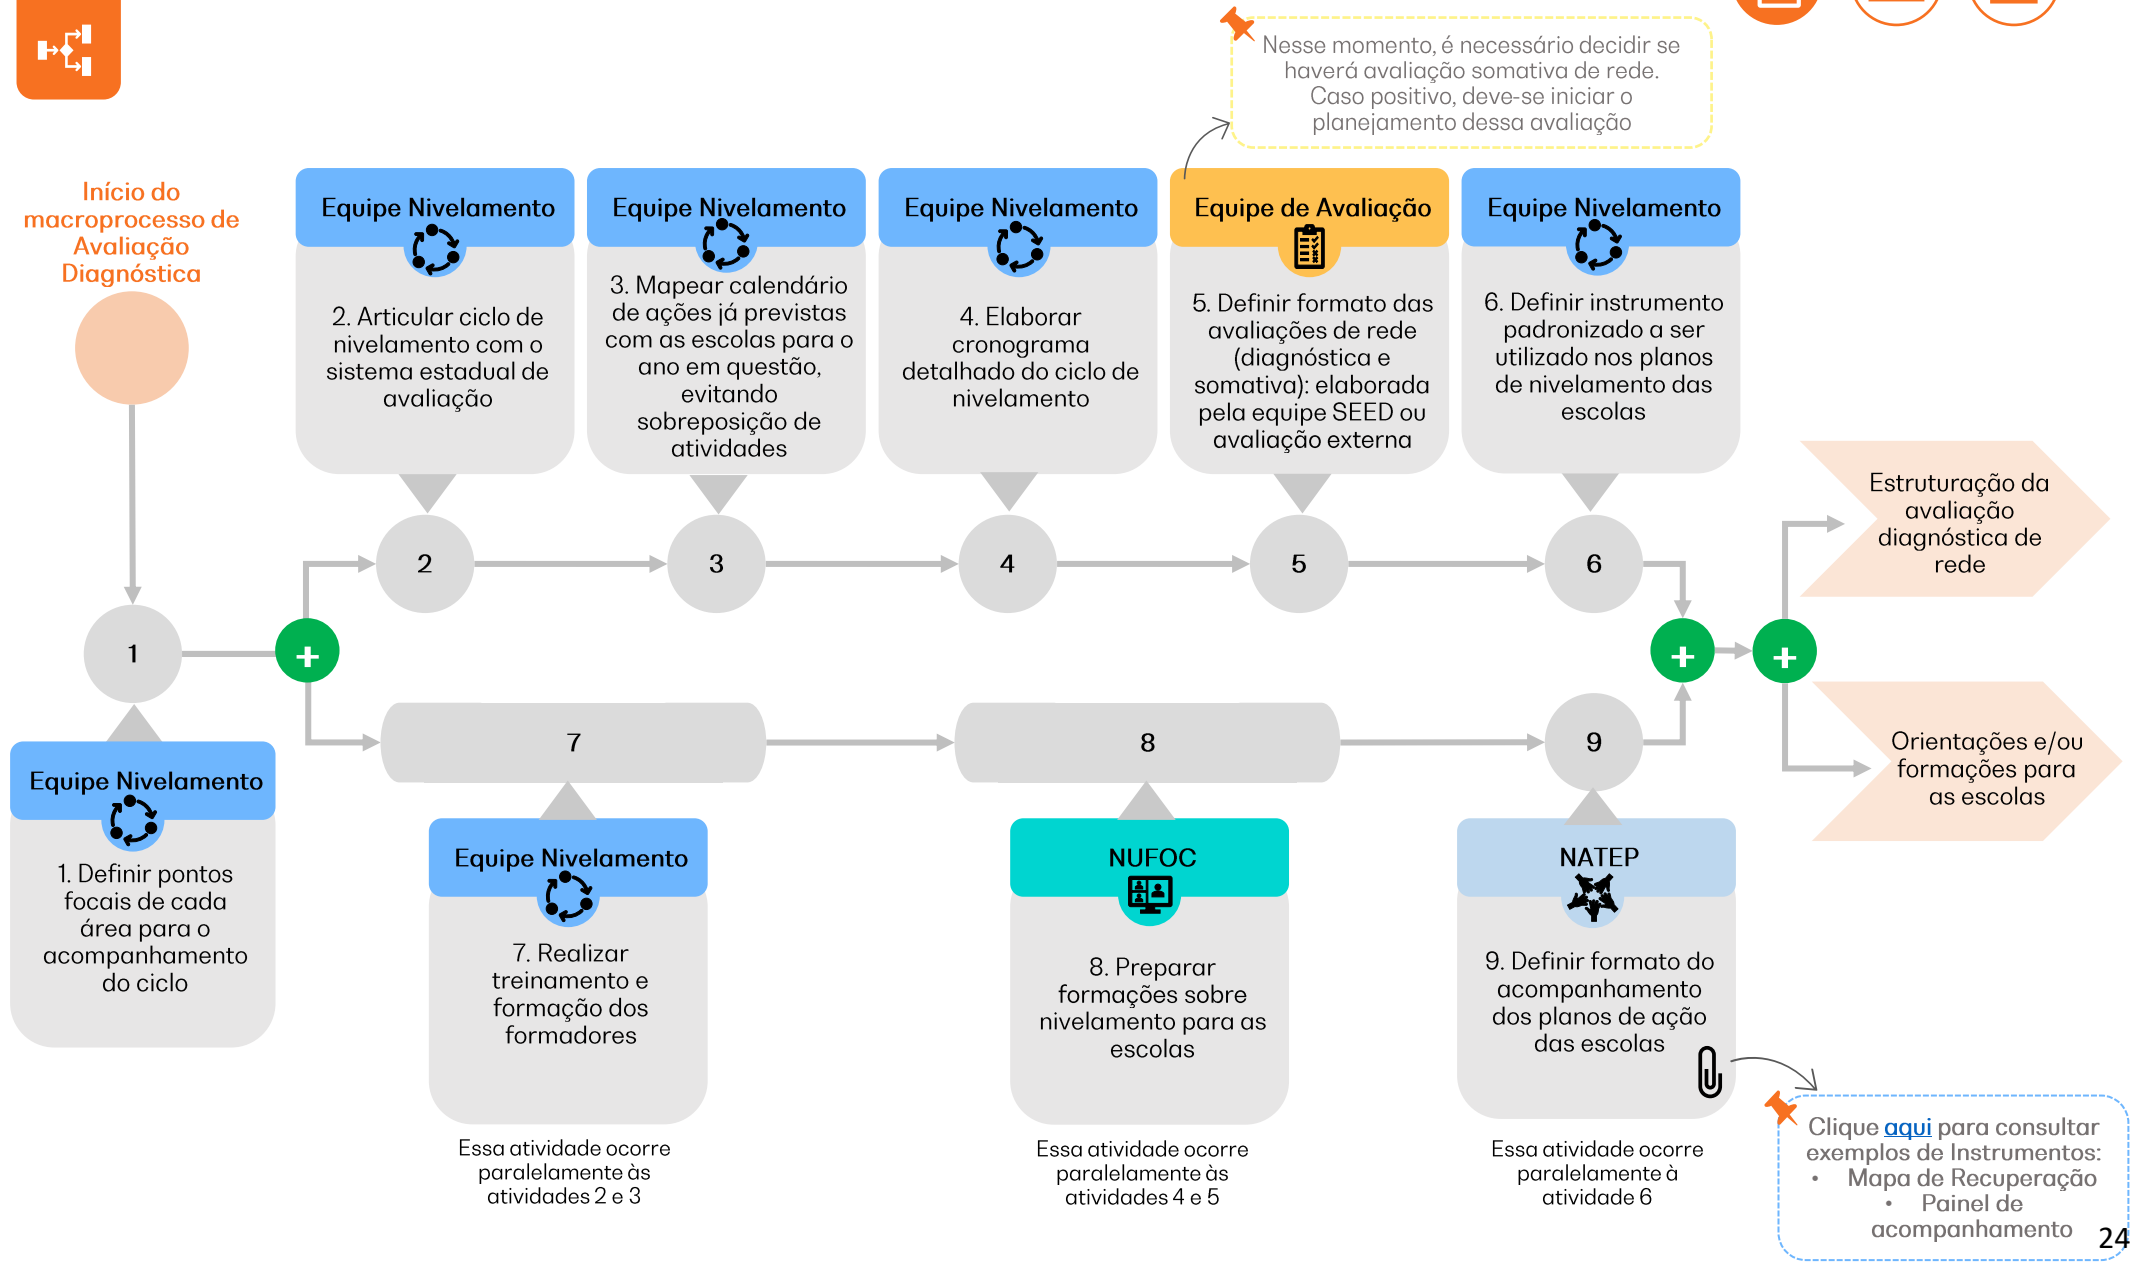 Nesse momento, é necessário decidir se
haverá avaliação somativa de rede.
Caso positivo, deve-se iniciar o
planejamento dessa avaliação
Início do
macroprocesso de
Avaliação
Diagnóstica
Equipe Nivelamento
2. Articular ciclo de
nivelamento com o
sistema estadual de
avaliação
Equipe Nivelamento
3. Mapear calendário
de ações já previstas
com as escolas para o
ano em questão,
evitando
sobreposição de
atividades
Equipe Nivelamento
4. Elaborar
cronograma
detalhado do ciclo de
nivelamento
Equipe de Avaliação
5. Definir formato das
avaliações de rede
(diagnóstica e
somativa): elaborada
pela equipe SEED ou
avaliação externa
Equipe Nivelamento
6. Definir instrumento
padronizado a ser
utilizado nos planos
de nivelamento das
escolas
2
3
4
5
6
Estruturação da
avaliação
diagnóstica de
rede
1
+
+
+
7
8
9
Orientações e/ou
formações para
as escolas
Equipe Nivelamento
1. Definir pontos
focais de cada
área para o
acompanhamento
do ciclo
Equipe Nivelamento
7. Realizar
treinamento e
formação dos
formadores
Essa atividade ocorre
paralelamente às
atividades 2 e 3
NUFOC
8. Preparar
formações sobre
nivelamento para as
escolas
Essa atividade ocorre
paralelamente às
atividades 4 e 5
NATEP
9. Definir formato do
acompanhamento
dos planos de ação
das escolas
Essa atividade ocorre
paralelamente à
atividade 6
Clique aqui para consultar
exemplos de Instrumentos:
• Mapa de Recuperação
• Painel de
acompanhamento
24